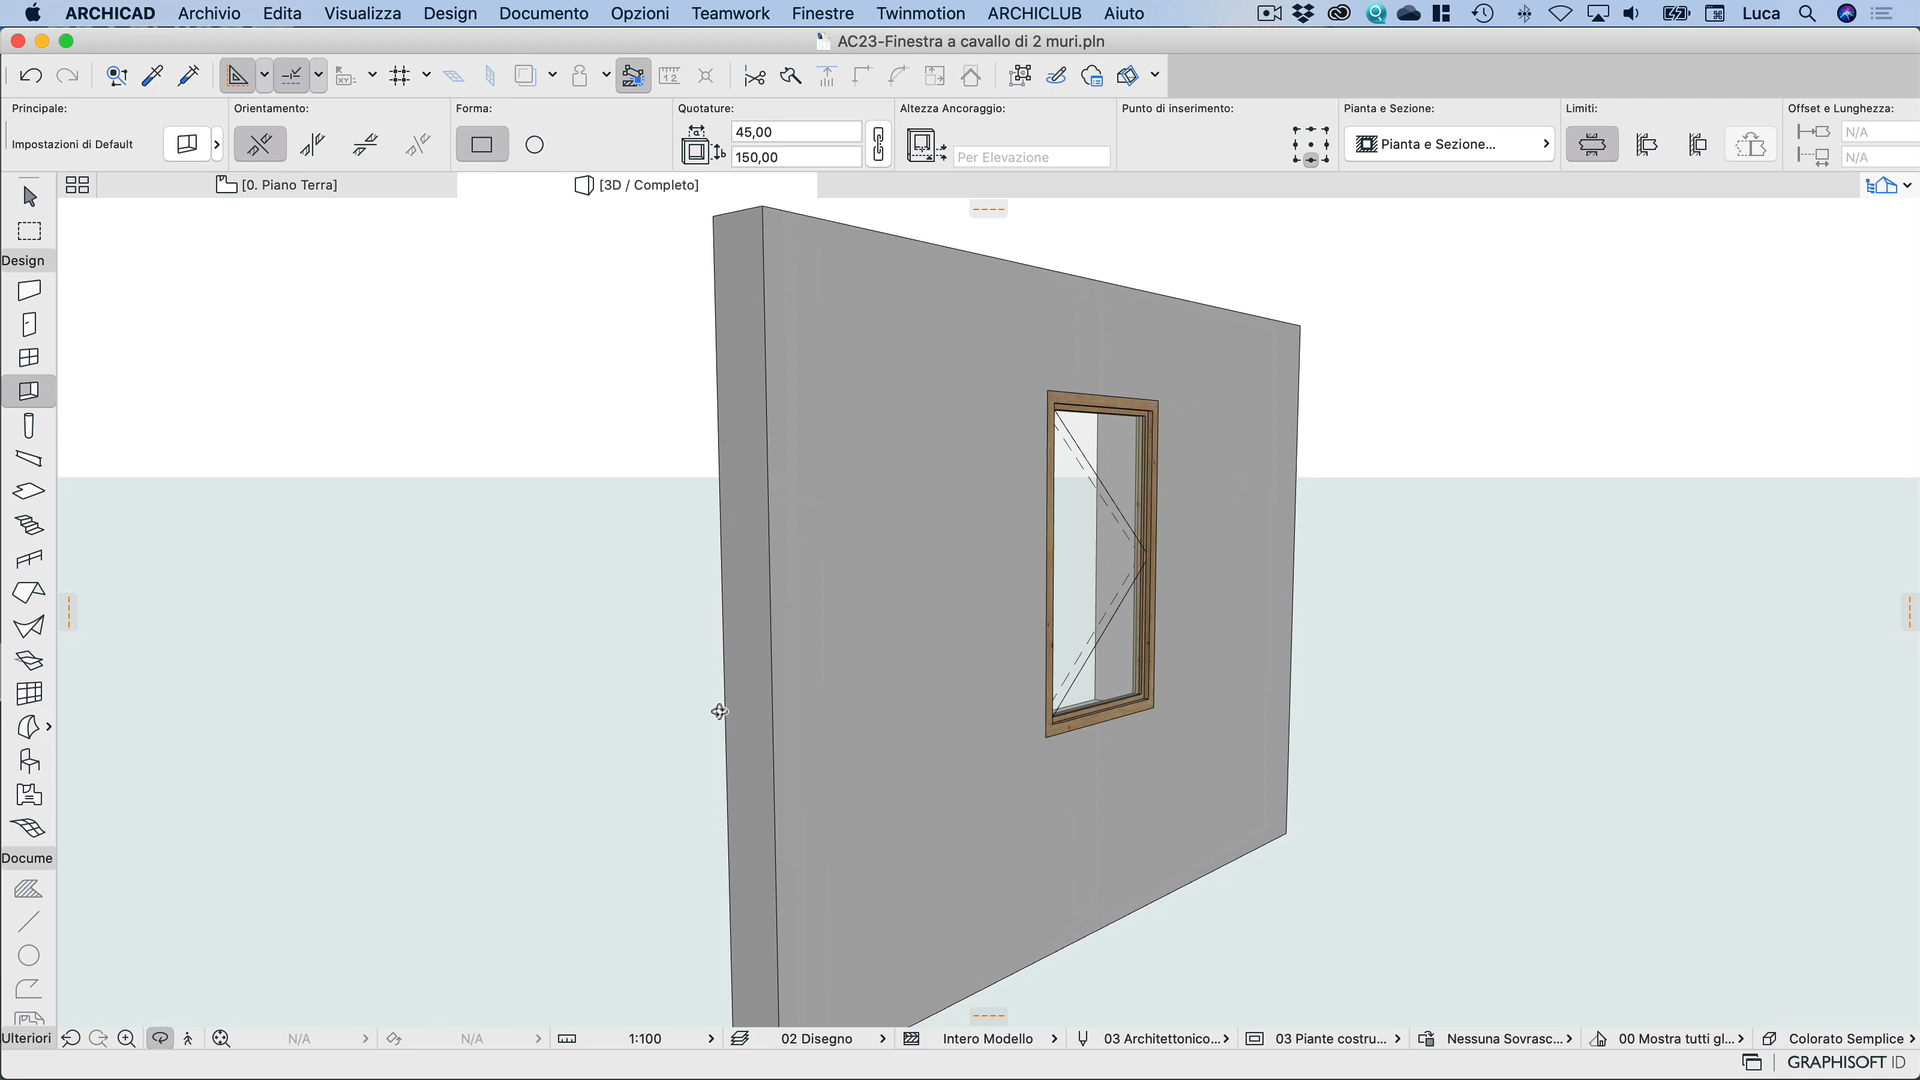 ARCHICAD Archivio Edita Visualizza Design Documento Opzioni Teamwork Finestre Twinmotion ARCHICLUB Aiuto Luca
AC23-Finestra a cavallo di 2 muri.pln
Principale: Orientamento: Forma: Quotature: Altezza Ancoraggio: Punto di inserimento: Pianta e Sezione: Limiti: Offset e Lunghezza:
45,00 N/A
Impostazioni di Default Pianta e Sezione...
150,00 Per Elevazione N/A
[0. Piano Terra] [3D / Completo]
Design
Docume
Ulteriori N/A N/A 1:100 02 Disegno Intero Modello 03 Architettonico... 03 Piante costru... Nessuna Sovrasc... 00 Mostra tutti gl... Colorato Semplice
GRAPHISOFT ID